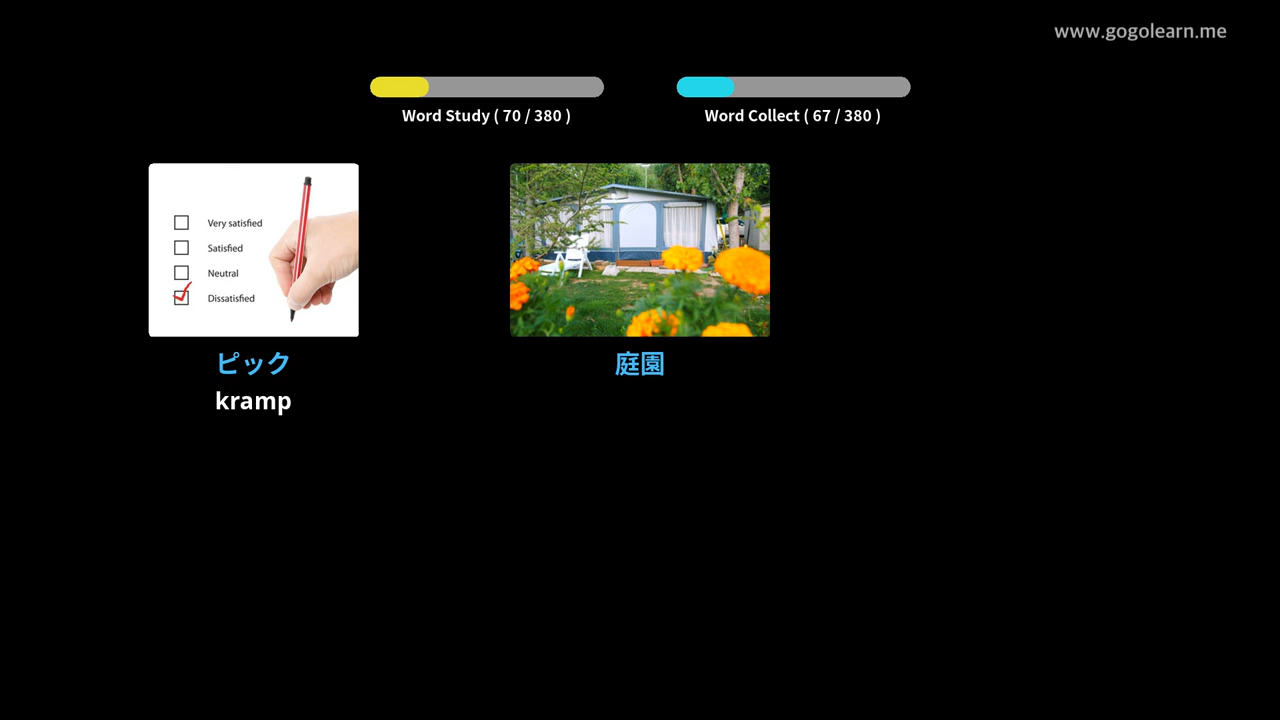 www.gogolearn.me
Word Study ( 70 / 380 )
Word Collect ( 67 / 380 )
Very satisfied
Satisfied
Neutral
Dissatisfied
ピック
kramp
庭園